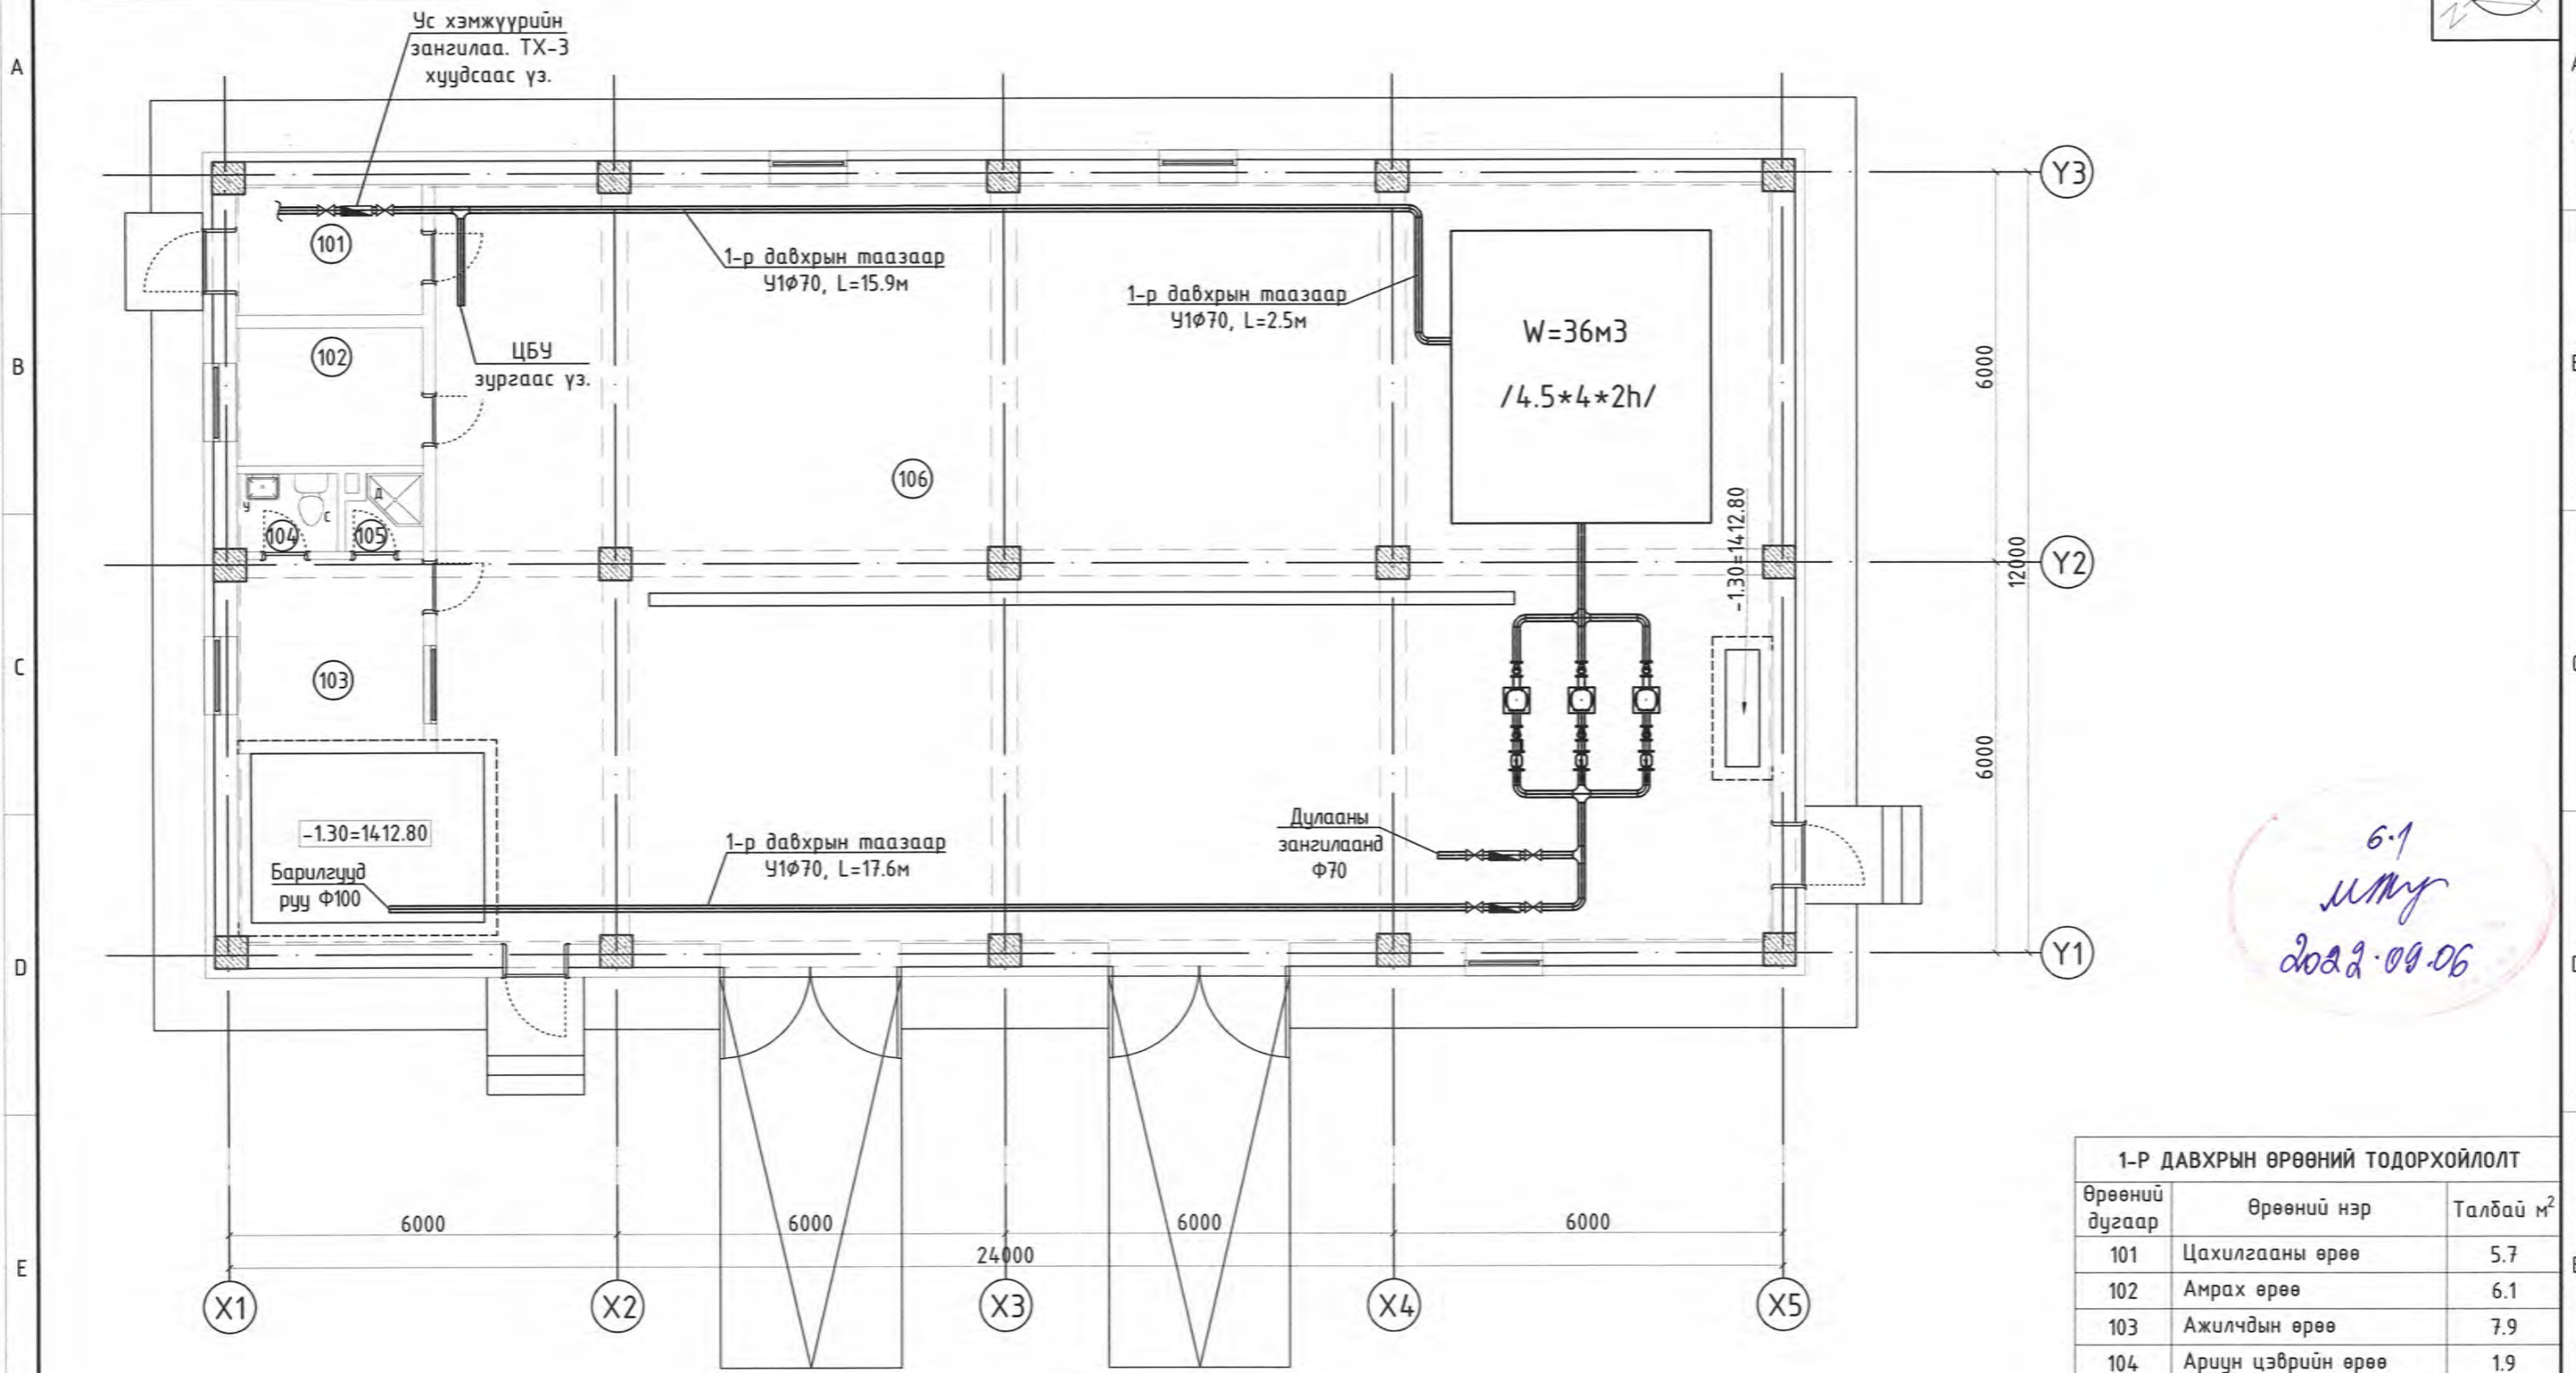 Ус хэмжүүрийн
зангилаа. ТХ-3
хуудсаас үз.
A
B
C
D
E
101
102
103
104
105
106
у
с
Д
1-р давхрын таазаар
У1Ф70, L=15.9м
1-р давхрын таазаар
У1Ф70, L=2.5м
ЦБУ
зургаас үз.
W=36м3
/4.5*4*2h/
-1.30=1412.80
-1.30=1412.80
Барилгууд
руу Ф100
1-р давхрын таазаар
У1Ф70, L=17.6м
Дулааны
зангилаанд
Ф70
Y3
Y2
Y1
6000
6000
12000
6000
6000
6000
6000
24000
X1
X2
X3
X4
X5
N
6.1
2022.09.06
1-Р ДАВХРЫН ӨРӨӨНИЙ ТОДОРХОЙЛОЛТ
Өрөөний дугаар Өрөөний нэр Талбай м²
101 Цахилгааны өрөө 5.7
102 Амрах өрөө 6.1
103 Ажилчдын өрөө 7.9
104 Ариун цэврийн өрөө 1.9